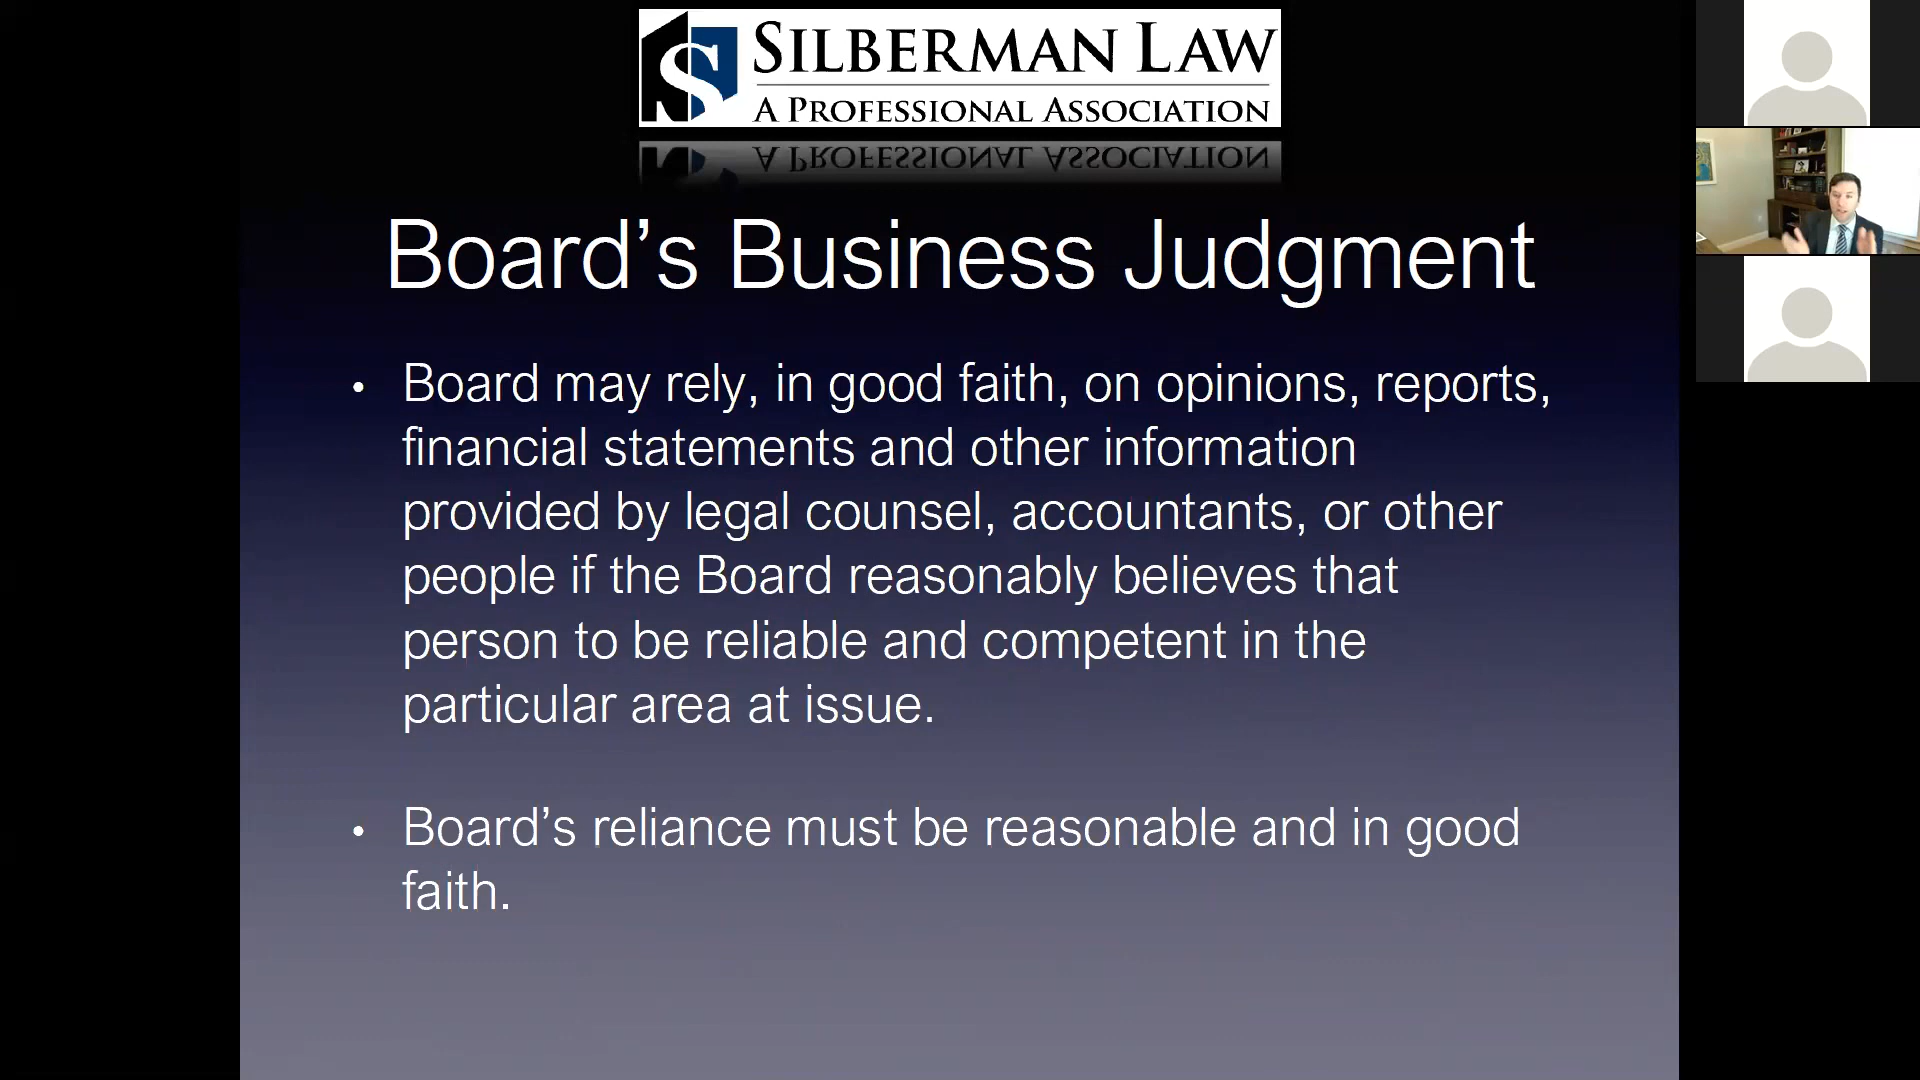 SILBERMAN LAW
A PROFESSIONAL ASSOCIATION
Board’s Business Judgment
• Board may rely, in good faith, on opinions, reports,
financial statements and other information
provided by legal counsel, accountants, or other
people if the Board reasonably believes that
person to be reliable and competent in the
particular area at issue.
• Board’s reliance must be reasonable and in good
faith.